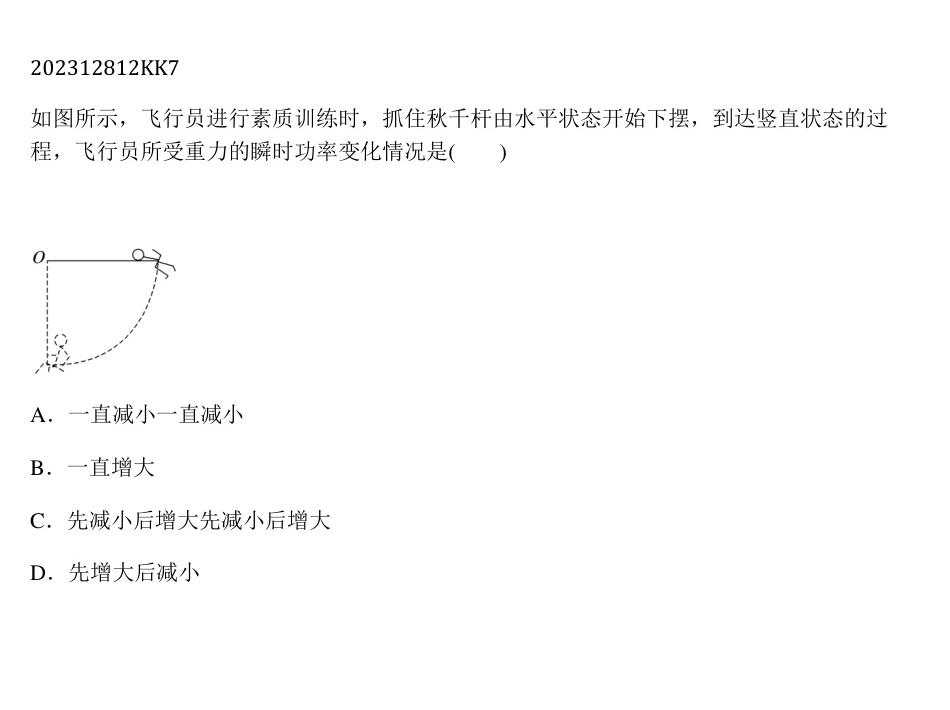 202312812KK7
如图所示，飞行员进行素质训练时，抓住秋千杆由水平状态开始下摆，到达竖直状态的过
程，飞行员所受重力的瞬时功率变化情况是(　　)
O
A．一直减小一直减小
B．一直增大
C．先减小后增大先减小后增大
D．先增大后减小